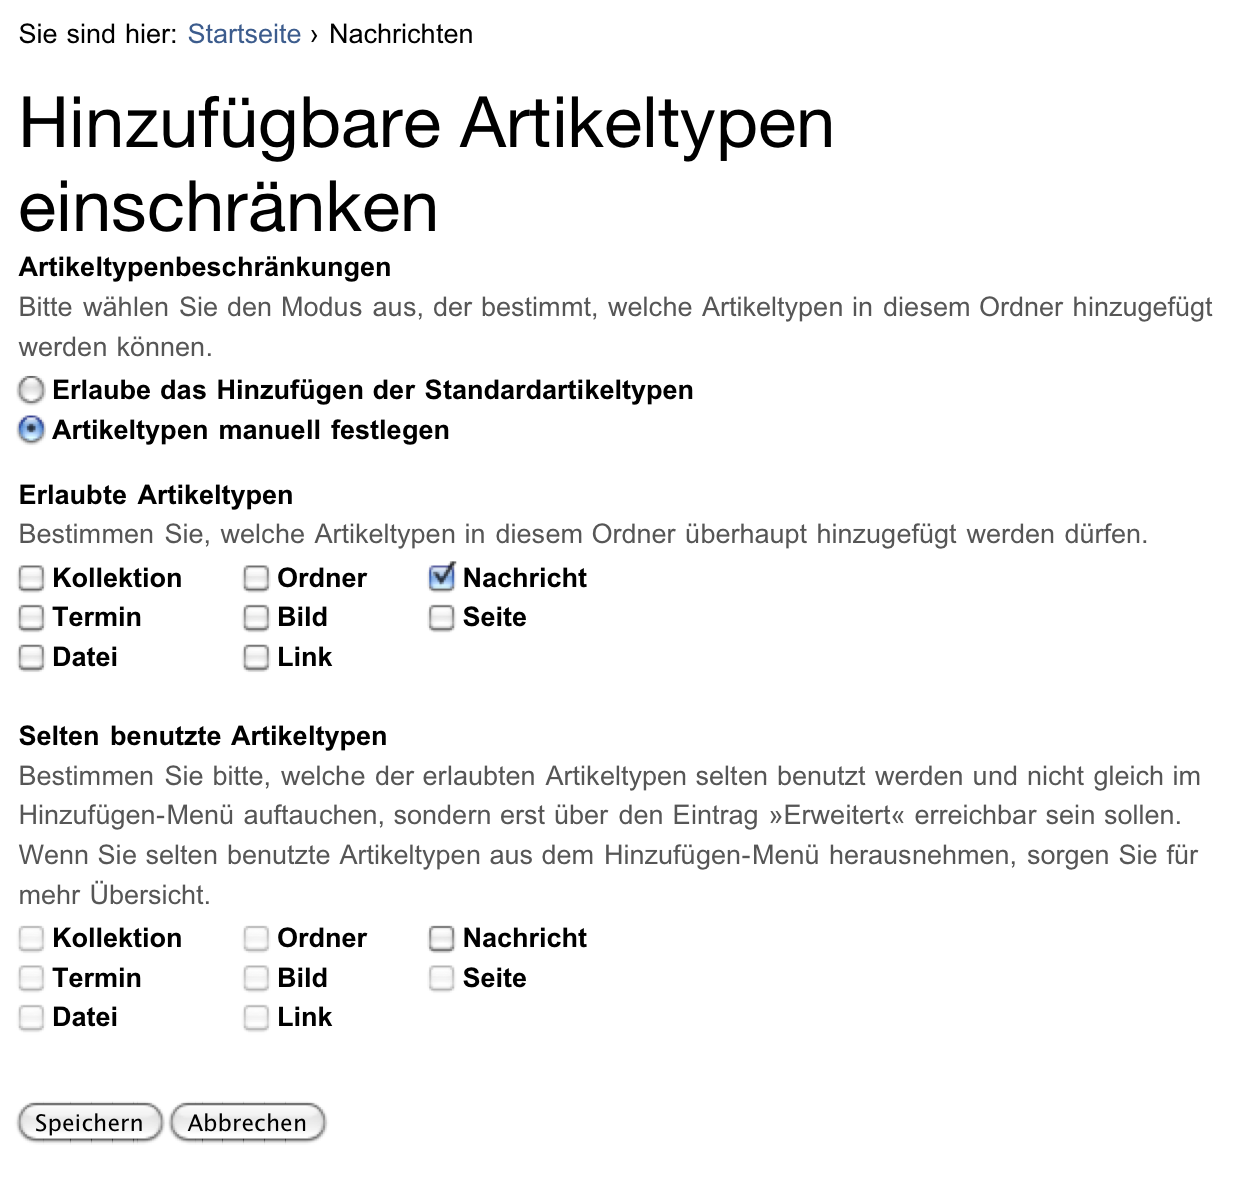 Sie sind hier: Startseite › Nachrichten
Hinzufügbare Artikeltypen
einschränken
Artikeltypenbeschränkungen
Bitte wählen Sie den Modus aus, der bestimmt, welche Artikeltypen in diesem Ordner hinzugefügt
werden können.
Erlaube das Hinzufügen der Standardartikeltypen
Artikeltypen manuell festlegen
Erlaubte Artikeltypen
Bestimmen Sie, welche Artikeltypen in diesem Ordner überhaupt hinzugefügt werden dürfen.
Kollektion Ordner Nachricht
Termin Bild Seite
Datei Link
Selten benutzte Artikeltypen
Bestimmen Sie bitte, welche der erlaubten Artikeltypen selten benutzt werden und nicht gleich im
Hinzufügen-Menü auftauchen, sondern erst über den Eintrag »Erweitert« erreichbar sein sollen.
Wenn Sie selten benutzte Artikeltypen aus dem Hinzufügen-Menü herausnehmen, sorgen Sie für
mehr Übersicht.
Kollektion Ordner Nachricht
Termin Bild Seite
Datei Link
Speichern Abbrechen